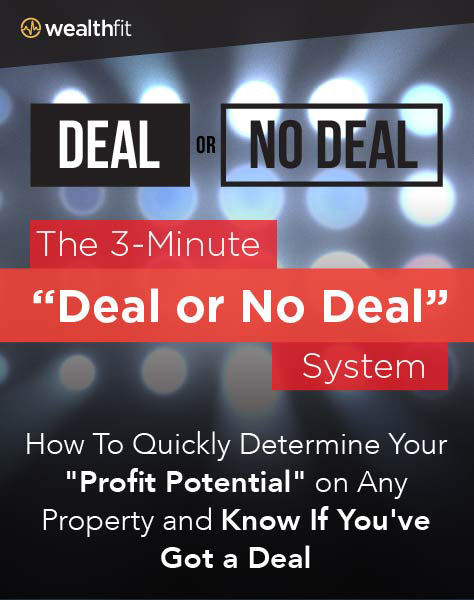 wealthfit
DEAL OR NO DEAL
The 3-Minute
“Deal or No Deal”
System
How To Quickly Determine Your
"Profit Potential" on Any
Property and Know If You've
Got a Deal